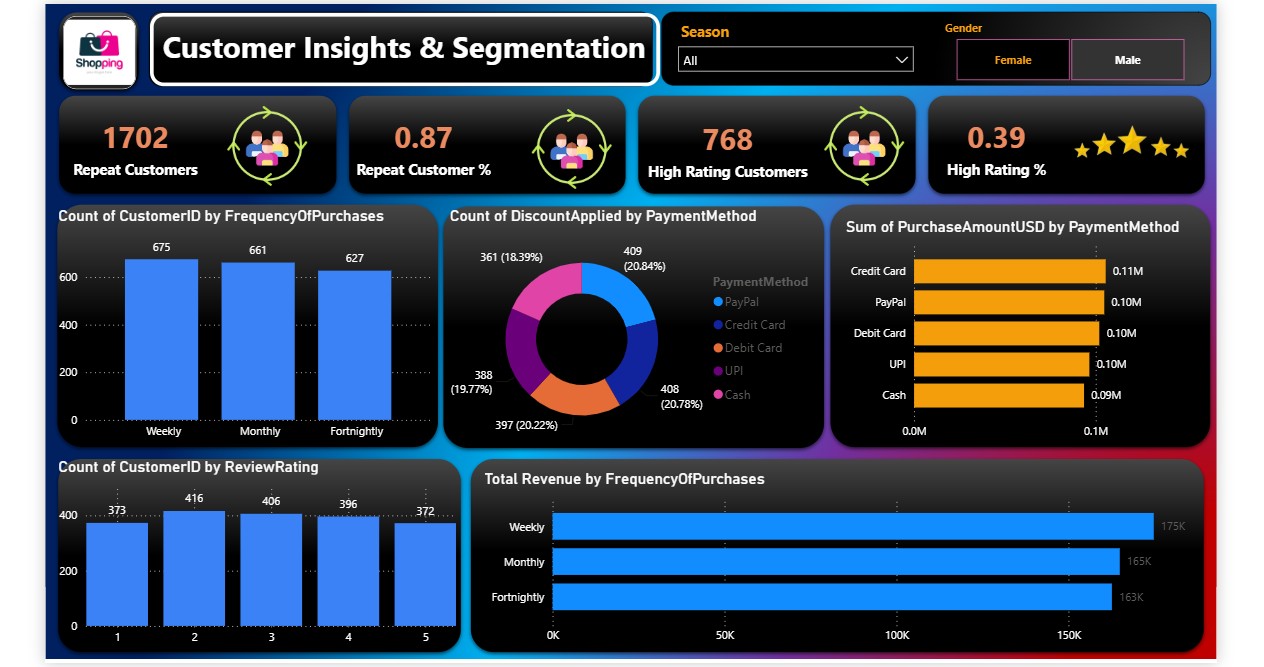 Shopping
Customer Insights & Segmentation
Season
All
Gender
Female
Male
1702
Repeat Customers
0.87
Repeat Customer %
768
High Rating Customers
0.39
High Rating %
Count of CustomerID by FrequencyOfPurchases
675
661
627
600
400
200
0
Weekly
Monthly
Fortnightly
Count of DiscountApplied by PaymentMethod
361 (18.39%)
409
(20.84%)
388
(19.77%)
408
(20.78%)
397 (20.22%)
PaymentMethod
PayPal
Credit Card
Debit Card
UPI
Cash
Sum of PurchaseAmountUSD by PaymentMethod
Credit Card
0.11M
PayPal
0.10M
Debit Card
0.10M
UPI
0.10M
Cash
0.09M
0.0M
0.1M
Count of CustomerID by ReviewRating
373
416
406
396
372
400
200
0
1
2
3
4
5
Total Revenue by FrequencyOfPurchases
Weekly
175K
Monthly
165K
Fortnightly
163K
0K
50K
100K
150K